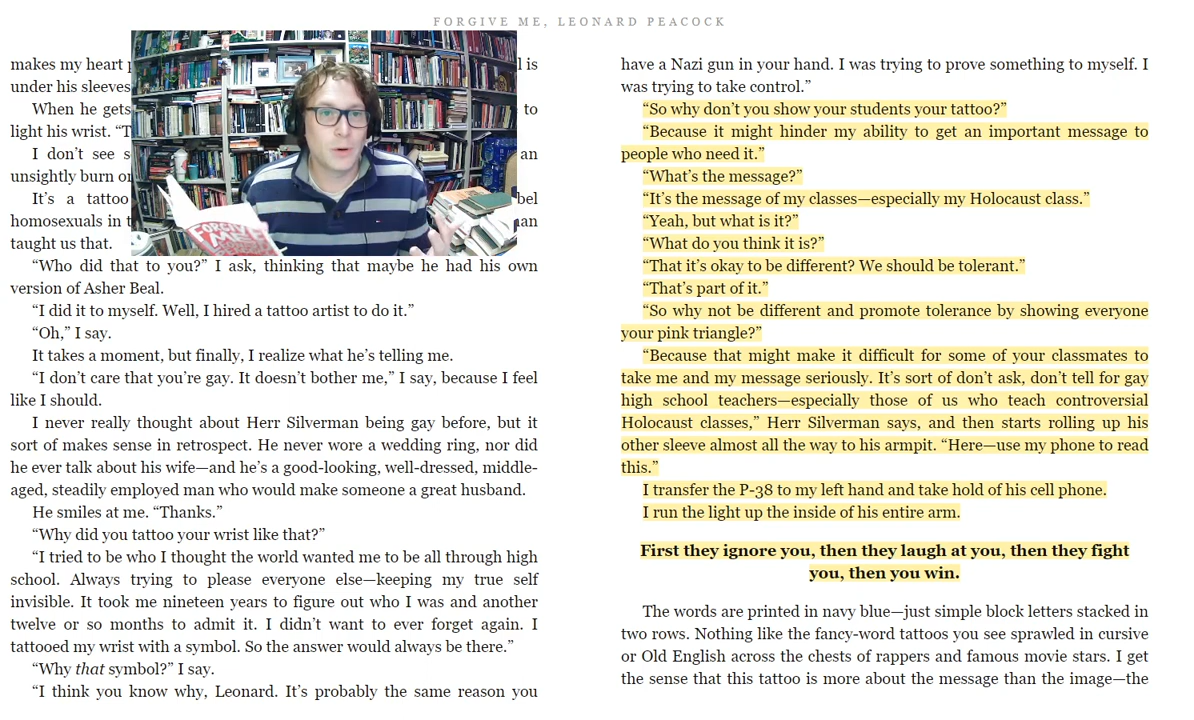 FORGIVE ME, LEONARD PEACOCK
makes my heart l is
under his sleeves
When he gets to
light his wrist. “T
I don’t see s an
unsightly burn or
It’s a tattoo bel
homosexuals in t an
taught us that.
“Who did that to you?” I ask, thinking that maybe he had his own
version of Asher Beal.
“I did it to myself. Well, I hired a tattoo artist to do it.”
“Oh,” I say.
It takes a moment, but finally, I realize what he’s telling me.
“I don’t care that you’re gay. It doesn’t bother me,” I say, because I feel
like I should.
I never really thought about Herr Silverman being gay before, but it
sort of makes sense in retrospect. He never wore a wedding ring, nor did
he ever talk about his wife—and he’s a good-looking, well-dressed, middle-
aged, steadily employed man who would make someone a great husband.
He smiles at me. “Thanks.”
“Why did you tattoo your wrist like that?”
“I tried to be who I thought the world wanted me to be all through high
school. Always trying to please everyone else—keeping my true self
invisible. It took me nineteen years to figure out who I was and another
twelve or so months to admit it. I didn’t want to ever forget again. I
tattooed my wrist with a symbol. So the answer would always be there.”
“Why that symbol?” I say.
“I think you know why, Leonard. It’s probably the same reason you
have a Nazi gun in your hand. I was trying to prove something to myself. I
was trying to take control.”
“So why don’t you show your students your tattoo?”
“Because it might hinder my ability to get an important message to
people who need it.”
“What’s the message?”
“It’s the message of my classes—especially my Holocaust class.”
“Yeah, but what is it?”
“What do you think it is?”
“That it’s okay to be different? We should be tolerant.”
“That’s part of it.”
“So why not be different and promote tolerance by showing everyone
your pink triangle?”
“Because that might make it difficult for some of your classmates to
take me and my message seriously. It’s sort of don’t ask, don’t tell for gay
high school teachers—especially those of us who teach controversial
Holocaust classes,” Herr Silverman says, and then starts rolling up his
other sleeve almost all the way to his armpit. “Here—use my phone to read
this.”
I transfer the P-38 to my left hand and take hold of his cell phone.
I run the light up the inside of his entire arm.
First they ignore you, then they laugh at you, then they fight
you, then you win.
The words are printed in navy blue—just simple block letters stacked in
two rows. Nothing like the fancy-word tattoos you see sprawled in cursive
or Old English across the chests of rappers and famous movie stars. I get
the sense that this tattoo is more about the message than the image—the
FORGIVE
ME,